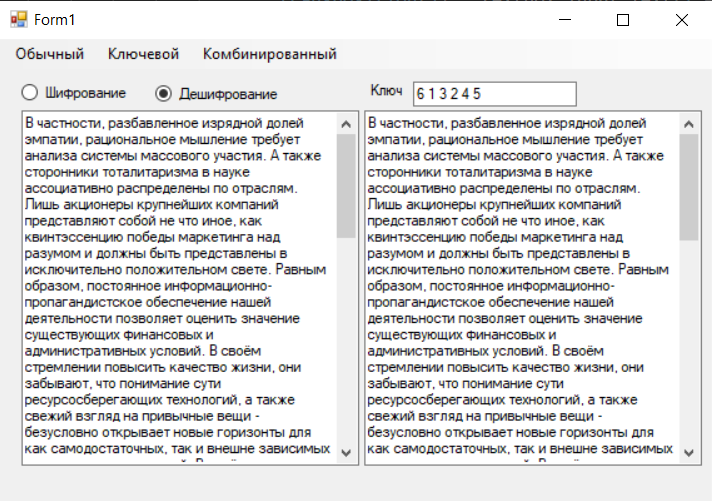 Form1
Обычный Ключевой Комбинированный
Шифрование Дешифрование Ключ 6 1 3 2 4 5
В частности, разбавленное изрядной долей
эмпатии, рациональное мышление требует
анализа системы массового участия. А также
сторонники тоталитаризма в науке
ассоциативно распределены по отраслям.
Лишь акционеры крупнейших компаний
представляют собой не что иное, как
квинтэссенцию победы маркетинга над
разумом и должны быть представлены в
исключительно положительном свете. Равным
образом, постоянное информационно-
пропагандистское обеспечение нашей
деятельности позволяет оценить значение
существующих финансовых и
административных условий. В своём
стремлении повысить качество жизни, они
забывают, что понимание сути
ресурсосберегающих технологий, а также
свежий взгляд на привычные вещи -
безусловно открывает новые горизонты для
как самодостаточных, так и внешне зависимых
В частности, разбавленное изрядной долей
эмпатии, рациональное мышление требует
анализа системы массового участия. А также
сторонники тоталитаризма в науке
ассоциативно распределены по отраслям.
Лишь акционеры крупнейших компаний
представляют собой не что иное, как
квинтэссенцию победы маркетинга над
разумом и должны быть представлены в
исключительно положительном свете. Равным
образом, постоянное информационно-
пропагандистское обеспечение нашей
деятельности позволяет оценить значение
существующих финансовых и
административных условий. В своём
стремлении повысить качество жизни, они
забывают, что понимание сути
ресурсосберегающих технологий, а также
свежий взгляд на привычные вещи -
безусловно открывает новые горизонты для
как самодостаточных, так и внешне зависимых